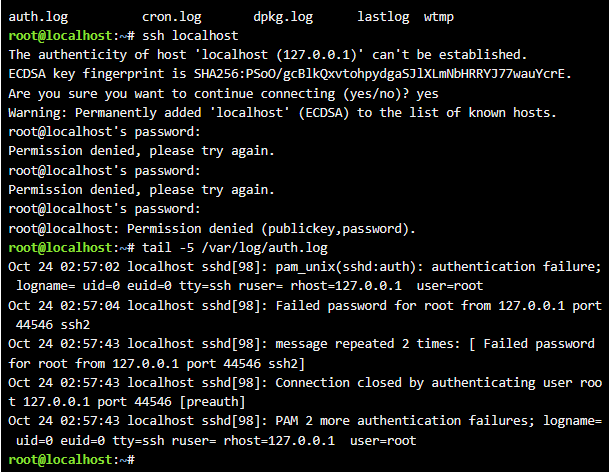 auth.log cron.log dpkg.log lastlog wtmp
root@localhost:~# ssh localhost
The authenticity of host 'localhost (127.0.0.1)' can't be established.
ECDSA key fingerprint is SHA256:PSoO/gcBlkQxvtohpydgaSJlXLmNbHRRYJ77wauYcrE.
Are you sure you want to continue connecting (yes/no)? yes
Warning: Permanently added 'localhost' (ECDSA) to the list of known hosts.
root@localhost's password:
Permission denied, please try again.
root@localhost's password:
Permission denied, please try again.
root@localhost's password:
root@localhost: Permission denied (publickey,password).
root@localhost:~# tail -5 /var/log/auth.log
Oct 24 02:57:02 localhost sshd[98]: pam_unix(sshd:auth): authentication failure;
 logname= uid=0 euid=0 tty=ssh ruser= rhost=127.0.0.1  user=root
Oct 24 02:57:04 localhost sshd[98]: Failed password for root from 127.0.0.1 port
 44546 ssh2
Oct 24 02:57:43 localhost sshd[98]: message repeated 2 times: [ Failed password
for root from 127.0.0.1 port 44546 ssh2]
Oct 24 02:57:43 localhost sshd[98]: Connection closed by authenticating user roo
t 127.0.0.1 port 44546 [preauth]
Oct 24 02:57:43 localhost sshd[98]: PAM 2 more authentication failures; logname=
 uid=0 euid=0 tty=ssh ruser= rhost=127.0.0.1  user=root
root@localhost:~#